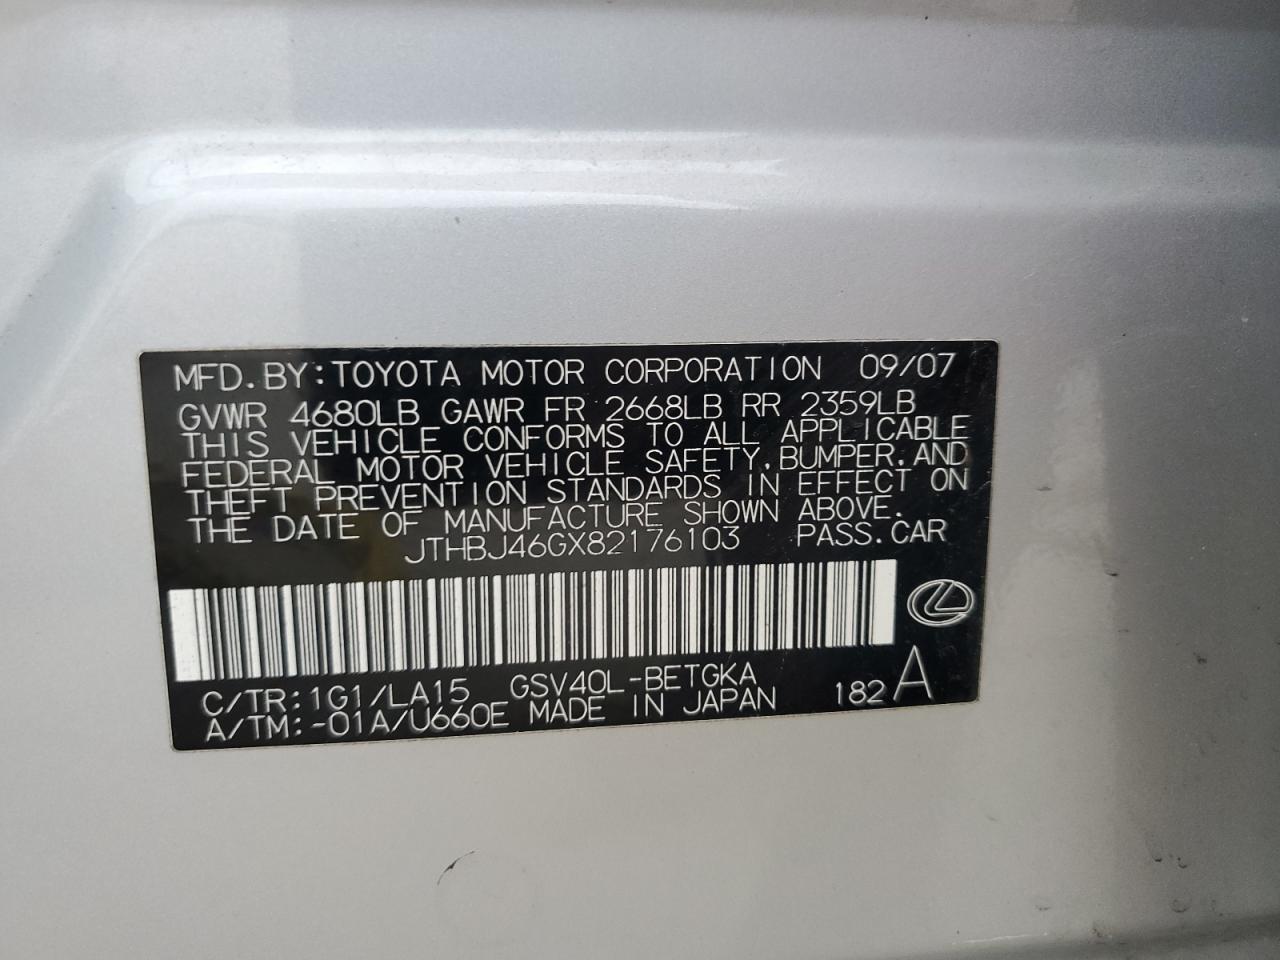 MFD. BY: TOYOTA MOTOR CORPORATION 09/07
GVWR 4680LB GAWR FR 2668LB RR 2359LB
THIS VEHICLE CONFORMS TO ALL APPLICABLE
FEDERAL MOTOR VEHICLE SAFETY, BUMPER, AND
THEFT PREVENTION STANDARDS IN EFFECT ON
THE DATE OF MANUFACTURE SHOWN ABOVE.
JTHBJ46GX82176103 PASS. CAR
C/TR: 1G1/LA15 GSV40L-BETGKA
A/TM: -01A/U660E MADE IN JAPAN 182 A